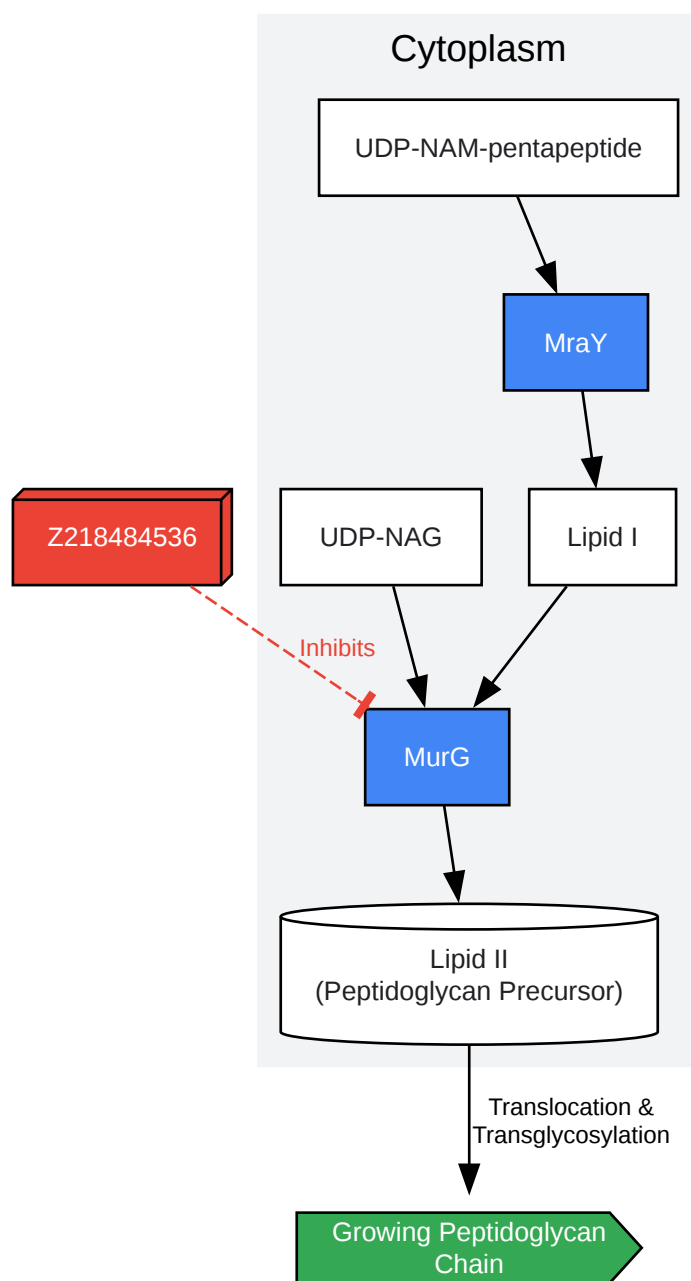 Cytoplasm
UDP-NAM-pentapeptide
MraY
Z218484536
UDP-NAG
Lipid I
Inhibits
MurG
Lipid II
(Peptidoglycan Precursor)
Translocation &
Transglycosylation
Growing Peptidoglycan
Chain